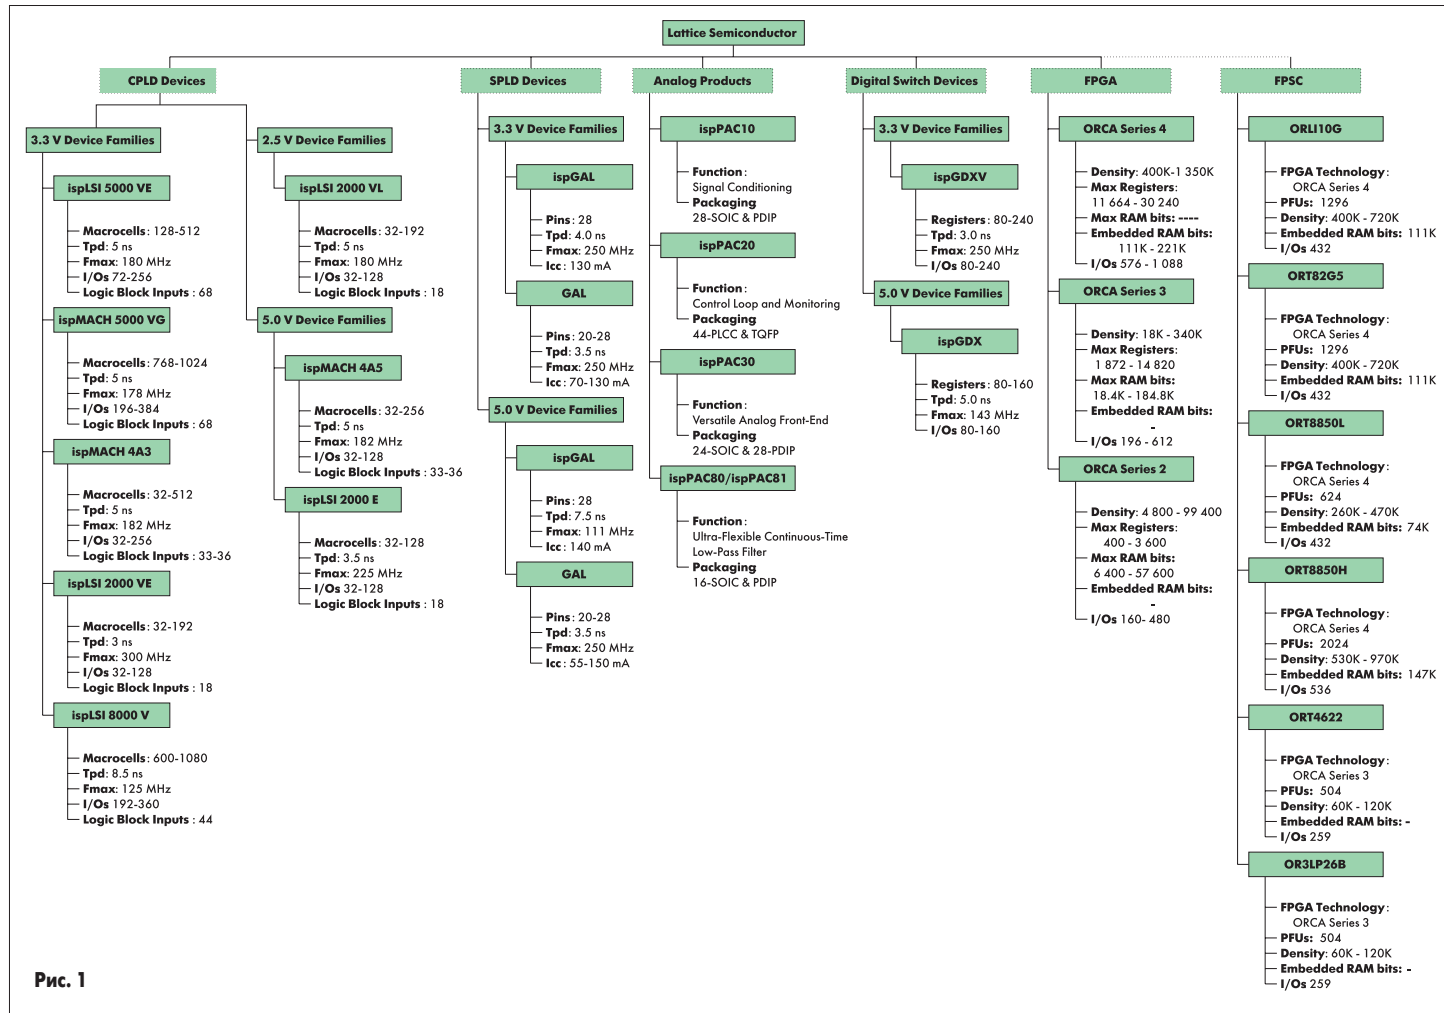 Lattice Semiconductor
CPLD Devices
3.3 V Device Families
ispLSI 5000 VE
Macrocells: 128-512
Tpd: 5 ns
Fmax: 180 MHz
I/Os 72-256
Logic Block Inputs: 68
ispMACH 5000 VG
Macrocells: 768-1024
Tpd: 5 ns
Fmax: 178 MHz
I/Os 196-384
Logic Block Inputs: 68
ispMACH 4A3
Macrocells: 32-512
Tpd: 5 ns
Fmax: 182 MHz
I/Os 32-256
Logic Block Inputs: 33-36
ispLSI 2000 VE
Macrocells: 32-192
Tpd: 3 ns
Fmax: 300 MHz
I/Os 32-128
Logic Block Inputs : 18
ispLSI 8000 V
Macrocells: 600-1080
Tpd: 8.5 ns
Fmax: 125 MHz
I/Os 192-360
Logic Block Inputs : 44
2.5 V Device Families
ispLSI 2000 VL
Macrocells: 32-192
Tpd: 5 ns
Fmax: 180 MHz
I/Os 32-128
Logic Block Inputs : 18
5.0 V Device Families
ispMACH 4A5
Macrocells: 32-256
Tpd: 5 ns
Fmax: 182 MHz
I/Os 32-128
Logic Block Inputs: 33-36
ispLSI 2000 E
Macrocells: 32-128
Tpd: 3.5 ns
Fmax: 225 MHz
I/Os 32-128
Logic Block Inputs : 18
SPLD Devices
3.3 V Device Families
ispGAL
Pins: 28
Tpd: 4.0 ns
Fmax: 250 MHz
Icc: 130 mA
GAL
Pins: 20-28
Tpd: 3.5 ns
Fmax: 250 MHz
Icc: 70-130 mA
5.0 V Device Families
ispGAL
Pins: 28
Tpd: 7.5 ns
Fmax: 111 MHz
Icc: 140 mA
GAL
Pins: 20-28
Tpd: 3.5 ns
Fmax: 250 MHz
Icc: 55-150 mA
Analog Products
ispPAC10
Function:
Signal Conditioning
Packaging
28-SOIC & PDIP
ispPAC20
Function:
Control Loop and Monitoring
Packaging
44-PLCC & TQFP
ispPAC30
Function:
Versatile Analog Front-End
Packaging
24-SOIC & 28-PDIP
ispPAC80/ispPAC81
Function:
Ultra-Flexible Continuous-Time
Low-Pass Filter
Packaging
16-SOIC & PDIP
Digital Switch Devices
3.3 V Device Families
ispGDXV
Registers: 80-240
Tpd: 3.0 ns
Fmax: 250 MHz
I/Os 80-240
5.0 V Device Families
ispGDX
Registers: 80-160
Tpd: 5.0 ns
Fmax: 143 MHz
I/Os 80-160
FPGA
ORCA Series 4
Density: 400K-1 350K
Max Registers:
11 664 - 30 240
Max RAM bits: ----
Embedded RAM bits:
111K - 221K
I/Os 576 - 1 088
ORCA Series 3
Density: 18K - 340K
Max Registers:
1 872 - 14 820
Max RAM bits:
18.4K - 184.8K
Embedded RAM bits:
-
I/Os 196 - 612
ORCA Series 2
Density: 4 800 - 99 400
Max Registers:
400 - 3 600
Max RAM bits:
6 400 - 57 600
Embedded RAM bits:
-
I/Os 160- 480
FPSC
ORLI10G
FPGA Technology:
ORCA Series 4
PFUs: 1296
Density: 400K - 720K
Embedded RAM bits: 111K
I/Os 432
ORT82G5
FPGA Technology:
ORCA Series 4
PFUs: 1296
Density: 400K - 720K
Embedded RAM bits: 111K
I/Os 432
ORT8850L
FPGA Technology:
ORCA Series 4
PFUs: 624
Density: 260K - 470K
Embedded RAM bits: 74K
I/Os 432
ORT8850H
FPGA Technology:
ORCA Series 4
PFUs: 2024
Density: 530K - 970K
Embedded RAM bits: 147K
I/Os 536
ORT4622
FPGA Technology:
ORCA Series 3
PFUs: 504
Density: 60K - 120K
Embedded RAM bits: -
I/Os 259
OR3LP26B
FPGA Technology:
ORCA Series 3
PFUs: 504
Density: 60K - 120K
Embedded RAM bits: -
I/Os 259
Рис. 1